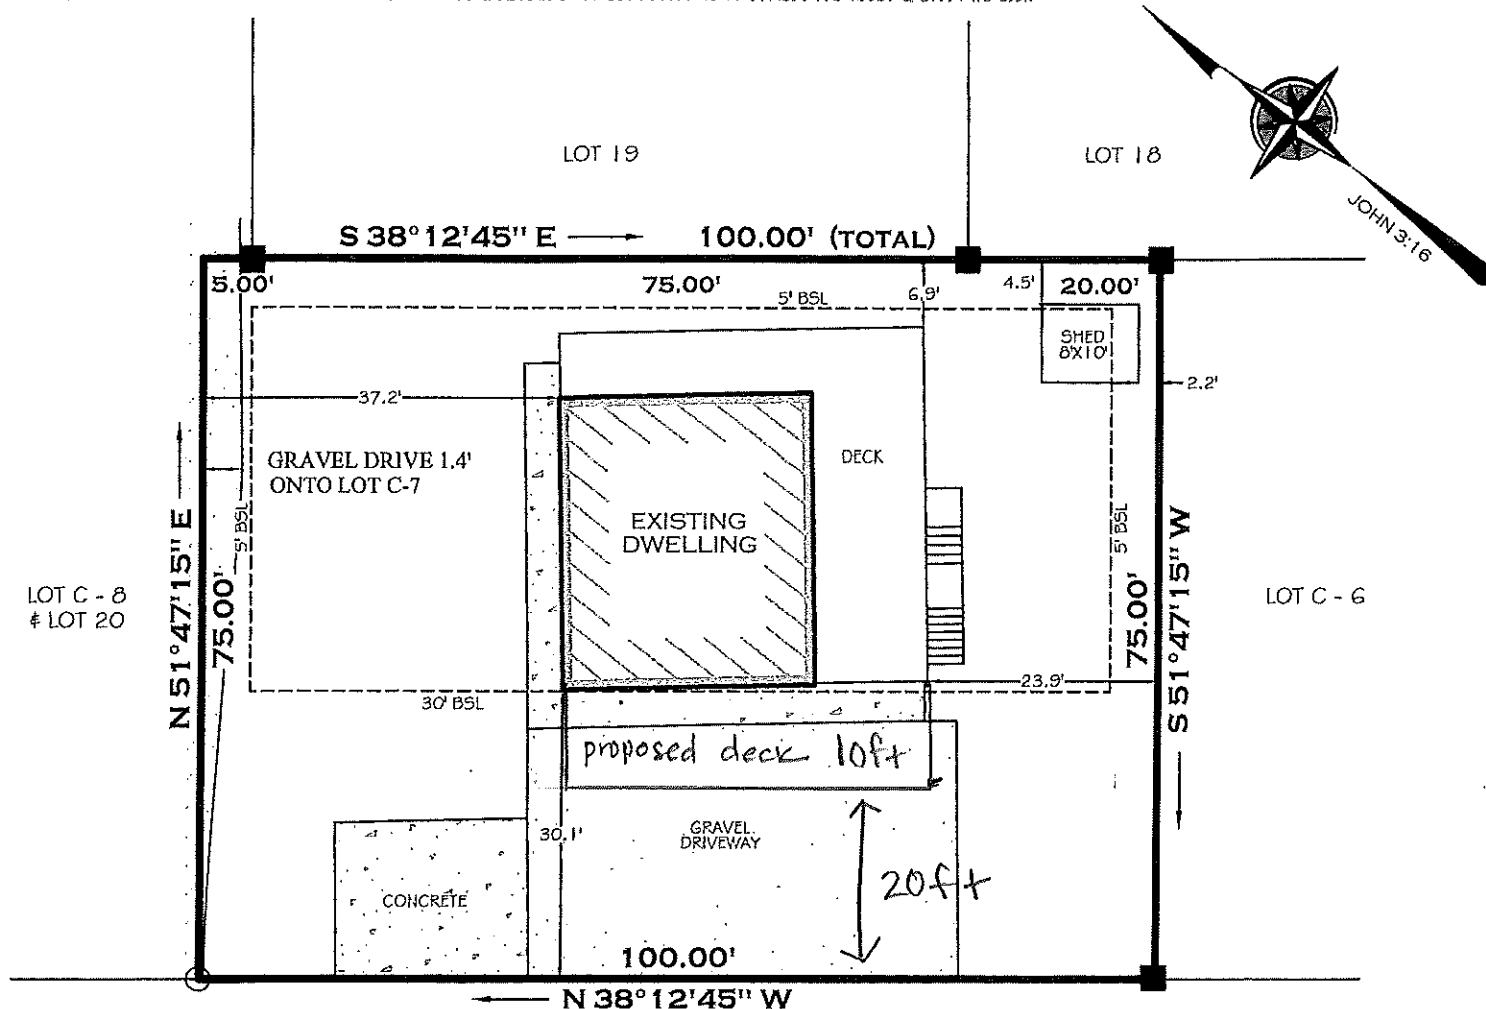 LOT 19
LOT 18
JOHN 3:16
S 38°12'45" E
100.00' (TOTAL)
5.00'
75.00'
5' BSL
6.9'
4.5'
20.00'
SHED
8'X10'
2.2'
37.2'
GRAVEL DRIVE 1.4'
ONTO LOT C-7
DECK
EXISTING
DWELLING
5' BSL
5' BSL
N 51°47'15" E
75.00'
LOT C - 8
& LOT 20
75.00'
S 51°47'15" W
LOT C - 6
30' BSL
23.9'
proposed deck 10ft
30.1'
GRAVEL
DRIVEWAY
20ft
CONCRETE
100.00'
N 38°12'45" W